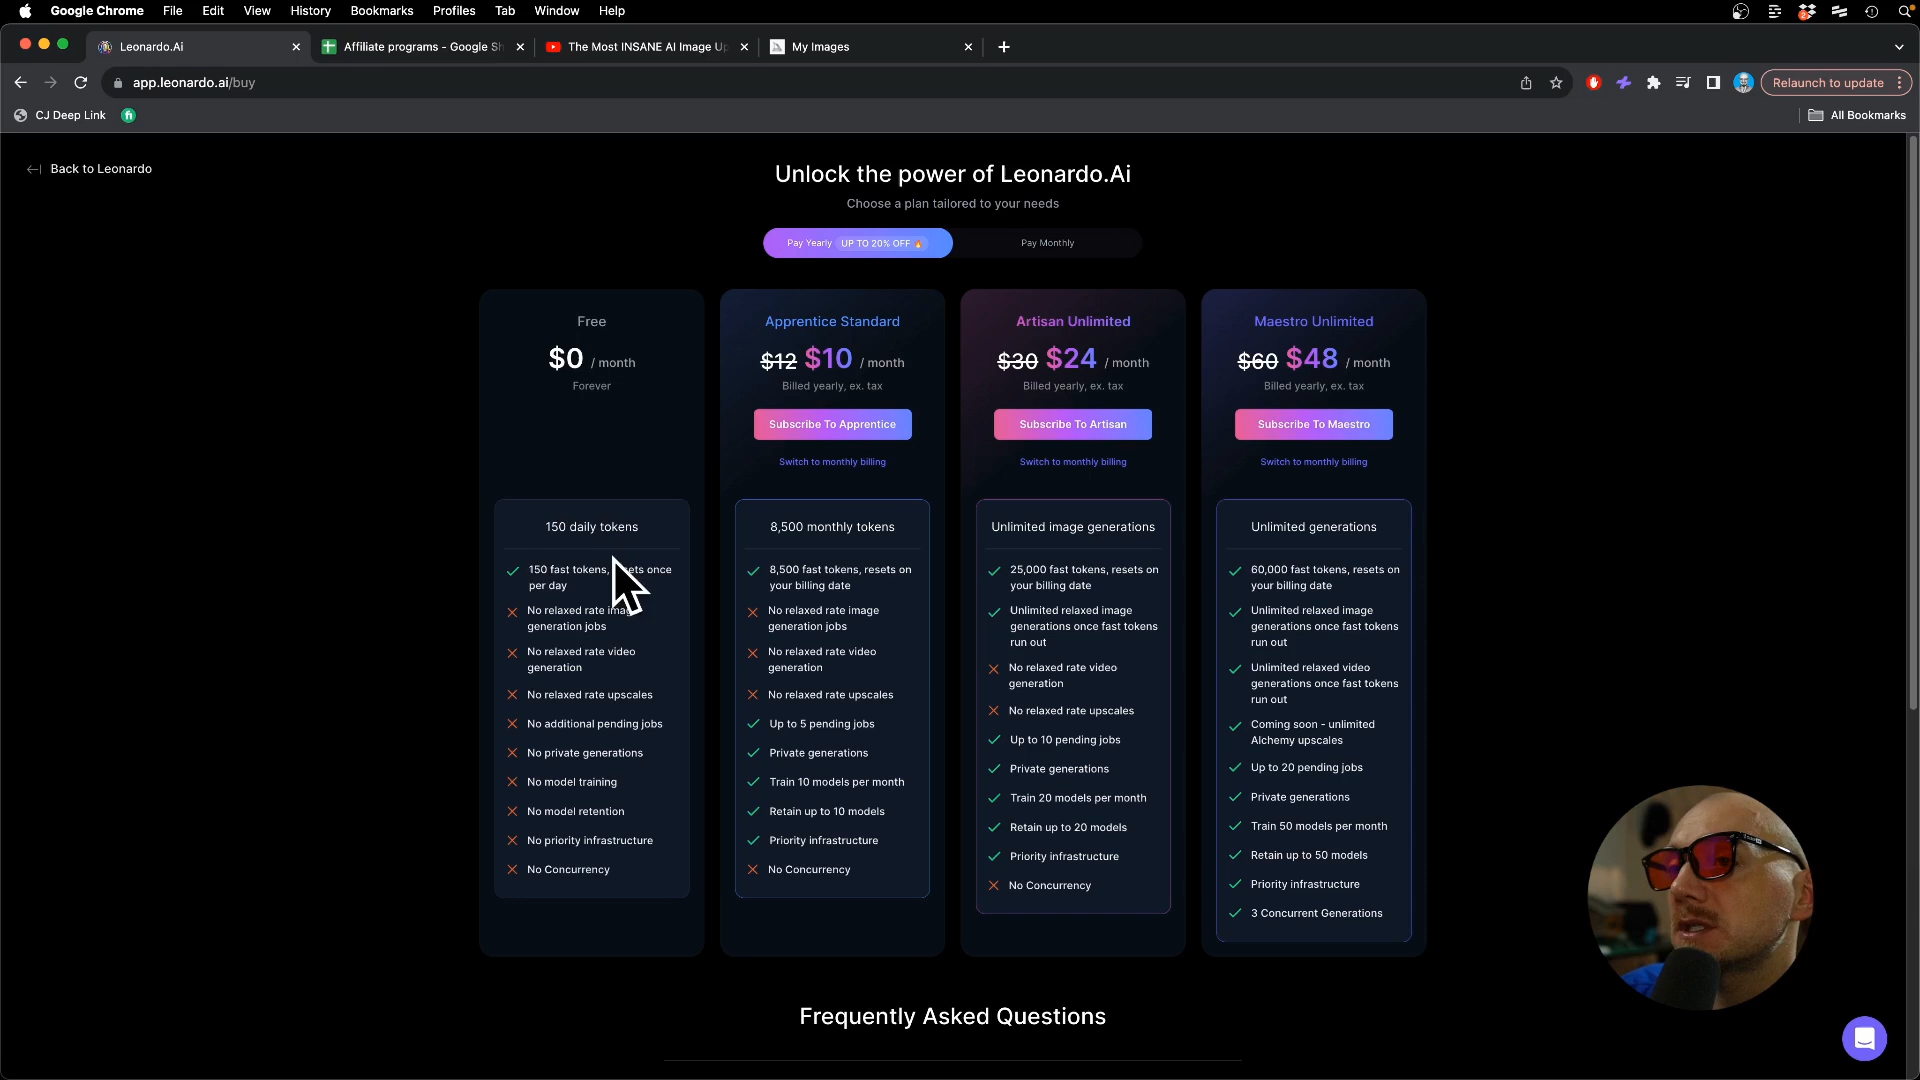 Google Chrome File Edit View History Bookmarks Profiles Tab Window Help
Leonardo.Ai
Affiliate programs - Google Sh
The Most INSANE AI Image Up
My Images
app.leonardo.ai/buy
Relaunch to update
CJ Deep Link
All Bookmarks
Back to Leonardo
Unlock the power of Leonardo.Ai
Choose a plan tailored to your needs
Pay Yearly UP TO 20% OFF 🔥
Pay Monthly
Free
$0 / month
Forever
150 daily tokens
150 fast tokens, resets once
per day
No relaxed rate image
generation jobs
No relaxed rate video
generation
No relaxed rate upscales
No additional pending jobs
No private generations
No model training
No model retention
No priority infrastructure
No Concurrency
Apprentice Standard
$12 $10 / month
Billed yearly, ex. tax
Subscribe To Apprentice
Switch to monthly billing
8,500 monthly tokens
8,500 fast tokens, resets on
your billing date
No relaxed rate image
generation jobs
No relaxed rate video
generation
No relaxed rate upscales
Up to 5 pending jobs
Private generations
Train 10 models per month
Retain up to 10 models
Priority infrastructure
No Concurrency
Artisan Unlimited
$30 $24 / month
Billed yearly, ex. tax
Subscribe To Artisan
Switch to monthly billing
Unlimited image generations
25,000 fast tokens, resets on
your billing date
Unlimited relaxed image
generations once fast tokens
run out
No relaxed rate video
generation
No relaxed rate upscales
Up to 10 pending jobs
Private generations
Train 20 models per month
Retain up to 20 models
Priority infrastructure
No Concurrency
Maestro Unlimited
$60 $48 / month
Billed yearly, ex. tax
Subscribe To Maestro
Switch to monthly billing
Unlimited generations
60,000 fast tokens, resets on
your billing date
Unlimited relaxed image
generations once fast tokens
run out
Unlimited relaxed video
generations once fast tokens
run out
Coming soon - unlimited
Alchemy upscales
Up to 20 pending jobs
Private generations
Train 50 models per month
Retain up to 50 models
Priority infrastructure
3 Concurrent Generations
Frequently Asked Questions